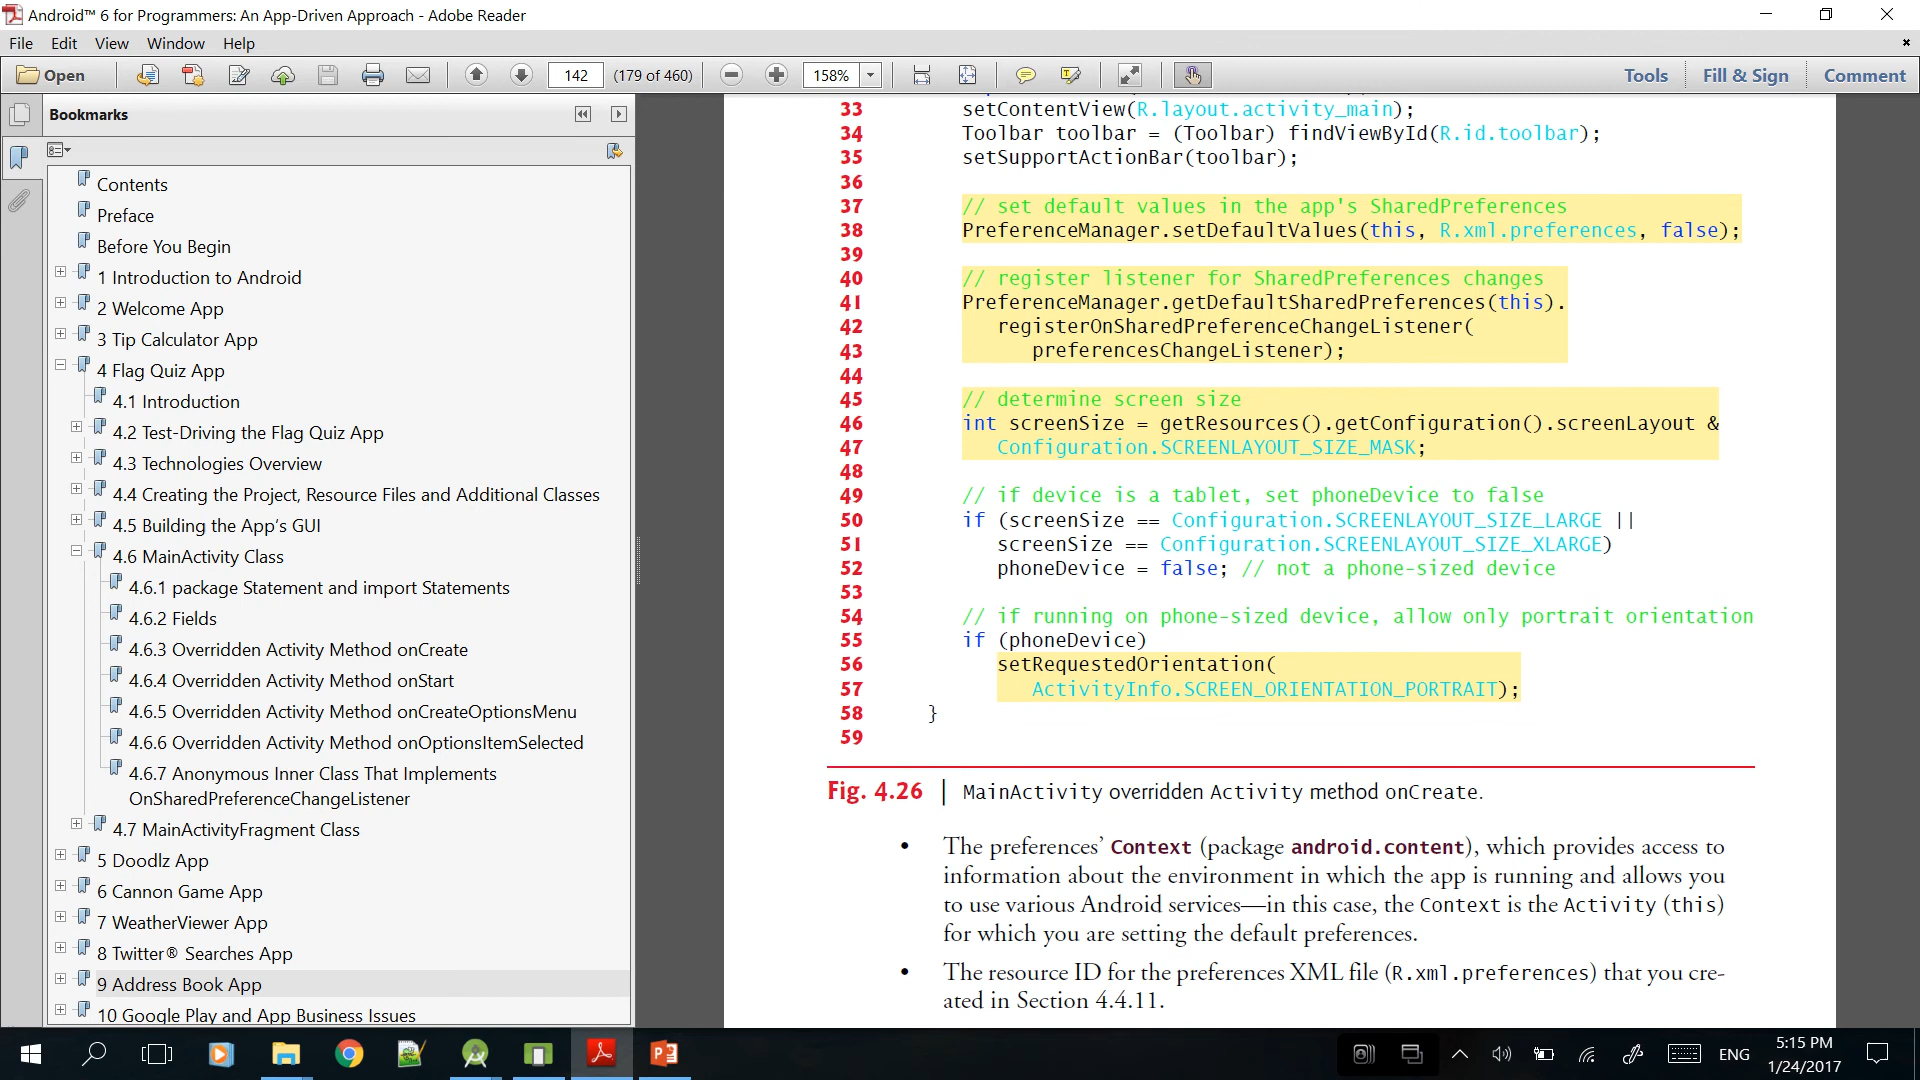 Android™ 6 for Programmers: An App-Driven Approach - Adobe Reader
File Edit View Window Help
Open 142 (179 of 460) 158% Tools Fill & Sign Comment
Bookmarks
Contents
Preface
Before You Begin
1 Introduction to Android
2 Welcome App
3 Tip Calculator App
4 Flag Quiz App
4.1 Introduction
4.2 Test-Driving the Flag Quiz App
4.3 Technologies Overview
4.4 Creating the Project, Resource Files and Additional Classes
4.5 Building the App's GUI
4.6 MainActivity Class
4.6.1 package Statement and import Statements
4.6.2 Fields
4.6.3 Overridden Activity Method onCreate
4.6.4 Overridden Activity Method onStart
4.6.5 Overridden Activity Method onCreateOptionsMenu
4.6.6 Overridden Activity Method onOptionsItemSelected
4.6.7 Anonymous Inner Class That Implements
OnSharedPreferenceChangeListener
4.7 MainActivityFragment Class
5 Doodlz App
6 Cannon Game App
7 WeatherViewer App
8 Twitter® Searches App
9 Address Book App
10 Google Play and App Business Issues
33 setContentView(R.layout.activity_main);
34 Toolbar toolbar = (Toolbar) findViewById(R.id.toolbar);
35 setSupportActionBar(toolbar);
36
37 // set default values in the app's SharedPreferences
38 PreferenceManager.setDefaultValues(this, R.xml.preferences, false);
39
40 // register listener for SharedPreferences changes
41 PreferenceManager.getDefaultSharedPreferences(this).
42 registerOnSharedPreferenceChangeListener(
43 preferencesChangeListener);
44
45 // determine screen size
46 int screenSize = getResources().getConfiguration().screenLayout &
47 Configuration.SCREENLAYOUT_SIZE_MASK;
48
49 // if device is a tablet, set phoneDevice to false
50 if (screenSize == Configuration.SCREENLAYOUT_SIZE_LARGE ||
51 screenSize == Configuration.SCREENLAYOUT_SIZE_XLARGE)
52 phoneDevice = false; // not a phone-sized device
53
54 // if running on phone-sized device, allow only portrait orientation
55 if (phoneDevice)
56 setRequestedOrientation(
57 ActivityInfo.SCREEN_ORIENTATION_PORTRAIT);
58 }
59
Fig. 4.26 | MainActivity overridden Activity method onCreate.
• The preferences' Context (package android.content), which provides access to
information about the environment in which the app is running and allows you
to use various Android services—in this case, the Context is the Activity (this)
for which you are setting the default preferences.
• The resource ID for the preferences XML file (R.xml.preferences) that you cre-
ated in Section 4.4.11.
ENG
5:15 PM
1/24/2017